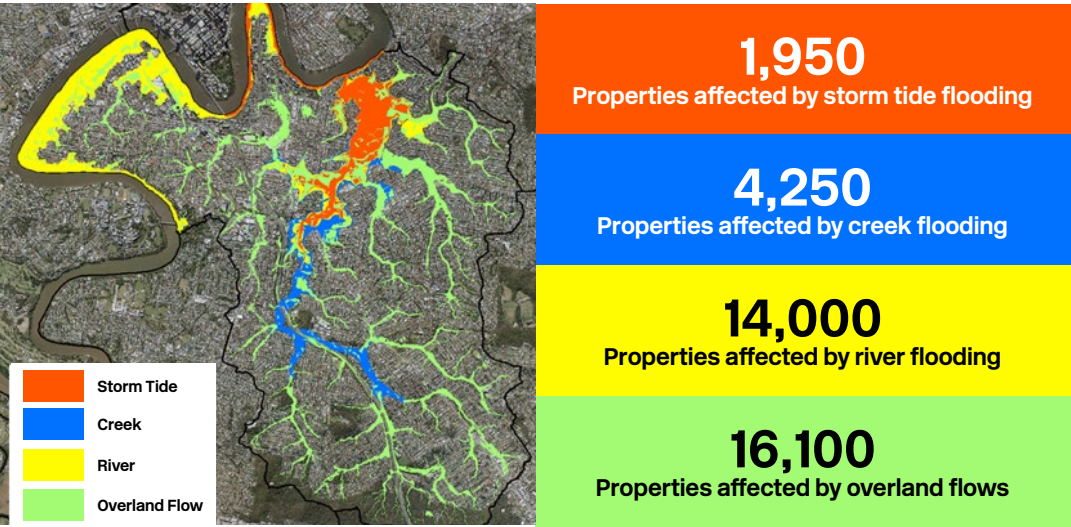 Storm Tide
Creek
River
Overland Flow
1,950
Properties affected by storm tide flooding
4,250
Properties affected by creek flooding
14,000
Properties affected by river flooding
16,100
Properties affected by overland flows